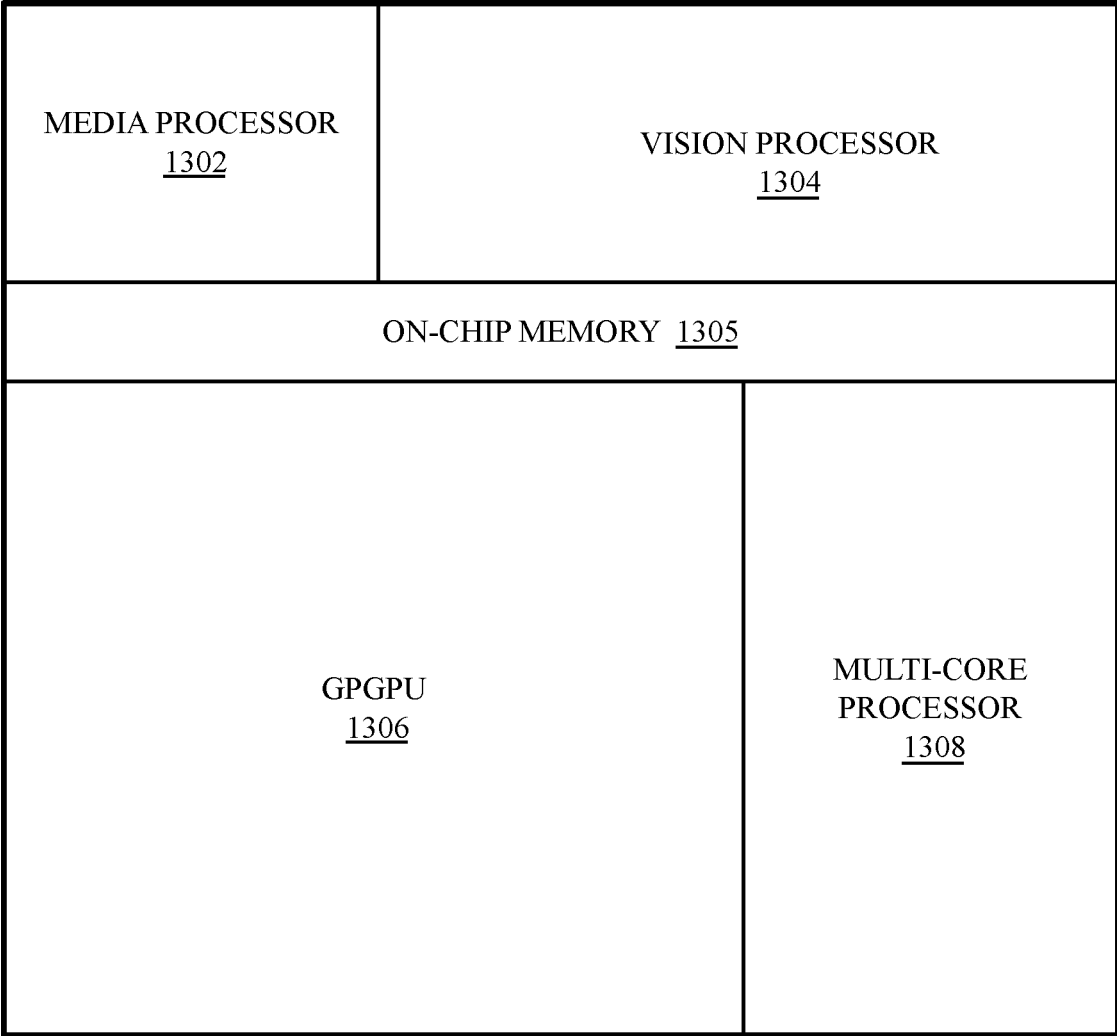 MEDIA PROCESSOR
1302
VISION PROCESSOR
1304
ON-CHIP MEMORY 1305
GPGPU
1306
MULTI-CORE
PROCESSOR
1308